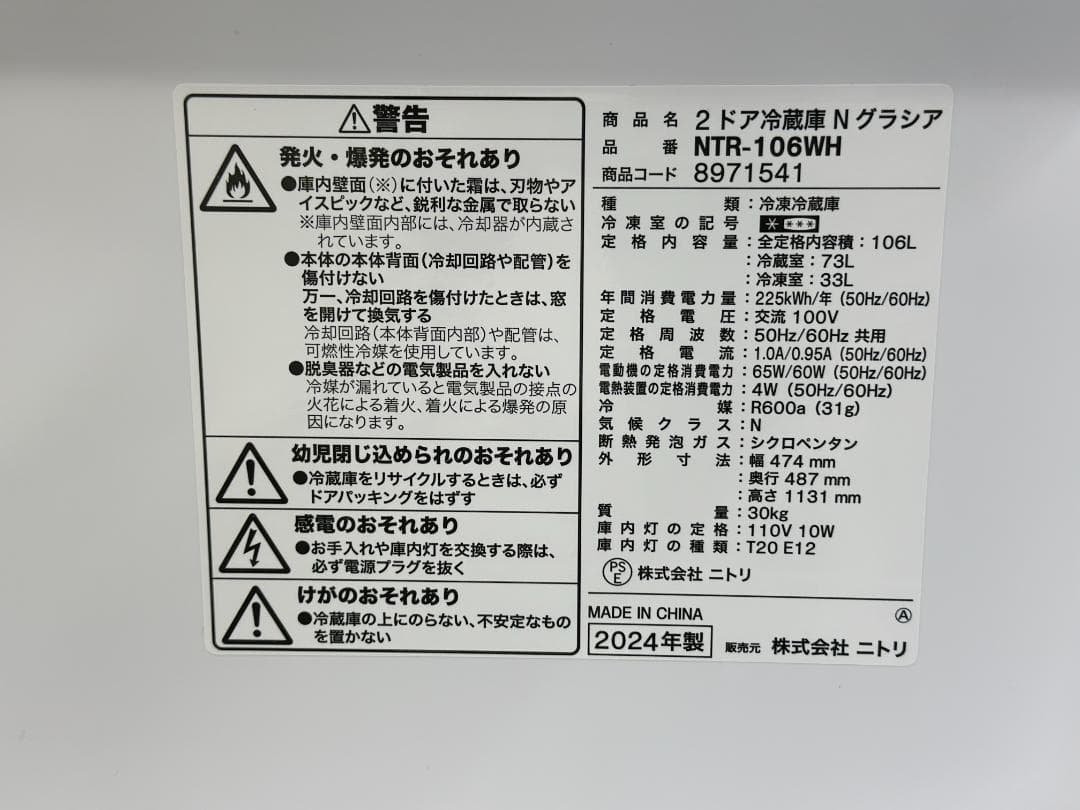 警告
発火・爆発のおそれあり
●庫内壁面(※)に付いた霜は、刃物やア
イスピックなど、鋭利な金属で取らない
※庫内壁面内部には、冷却器が内蔵さ
れています。
●本体の本体背面(冷却回路や配管)を
傷付けない
万一、冷却回路を傷付けたときは、窓
を開けて換気する
冷却回路(本体背面内部)や配管は、
可燃性冷媒を使用しています。
●脱臭器などの電気製品を入れない
冷媒が漏れていると電気製品の接点の
火花による着火、着火による爆発の原
因になります。
幼児閉じ込められのおそれあり
●冷蔵庫をリサイクルするときは、必ず
ドアパッキングをはずす
感電のおそれあり
●お手入れや庫内灯を交換する際は、
必ず電源プラグを抜く
けがのおそれあり
●冷蔵庫の上にのらない、不安定なもの
を置かない
商品名 2ドア冷蔵庫 N グラシア
品番 NTR-106WH
商品コード 8971541
種類:冷凍冷蔵庫
冷凍室の記号
定格内容量:全定格内容積:106L
:冷蔵室:73L
:冷凍室:33L
年間消費電力量:225kWh/年 (50Hz/60Hz)
定格電圧:交流 100V
定格周波数:50Hz/60Hz 共用
定格電流:1.0A/0.95A (50Hz/60Hz)
電動機の定格消費電力:65W/60W (50Hz/60Hz)
電熱装置の定格消費電力:4W (50Hz/60Hz)
冷媒:R600a (31g)
気候クラス:N
断熱発泡ガス:シクロペンタン
外形寸法:幅 474 mm
:奥行 487 mm
:高さ 1131 mm
質量:30kg
庫内灯の定格:110V 10W
庫内灯の種類:T20 E12
PSE 株式会社 ニトリ
MADE IN CHINA Ⓐ
2024年製 販売元 株式会社 ニトリ